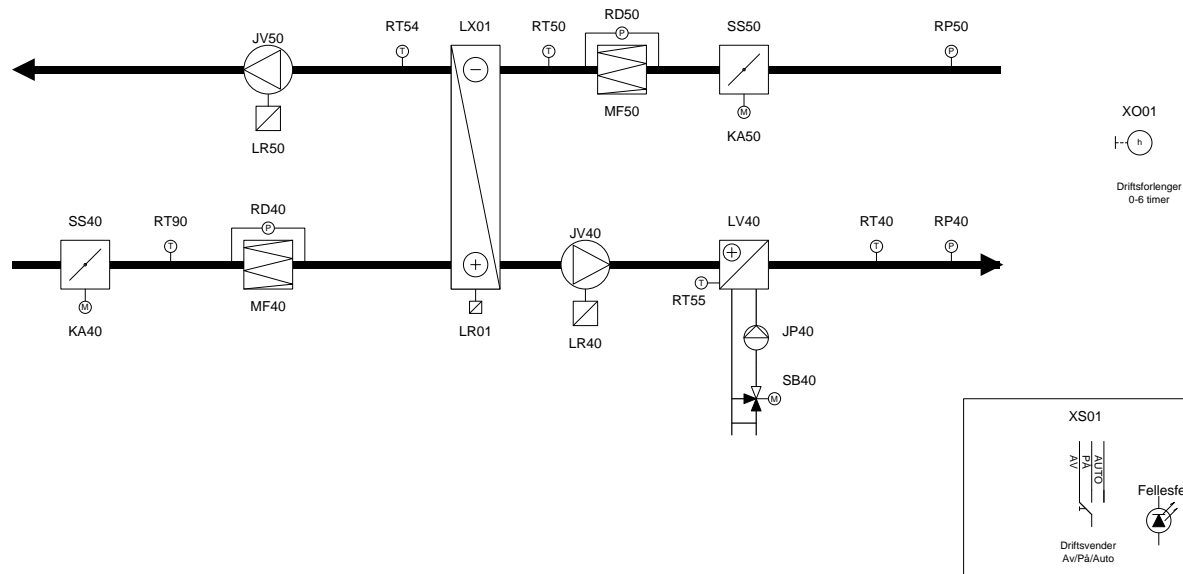 JV50
RT54
LX01
RT50
RD50
SS50
RP50
T
T
P
P
M
LR50
MF50
KA50
XO01
h
Driftsforlenger
0-6 timer
SS40
RT90
RD40
JV40
LV40
RT40
RP40
T
P
T
P
M
T
KA40
MF40
LR01
LR40
RT55
JP40
SB40
M
XS01
AV
PÅ
AUTO
Driftsvender
Av/På/Auto